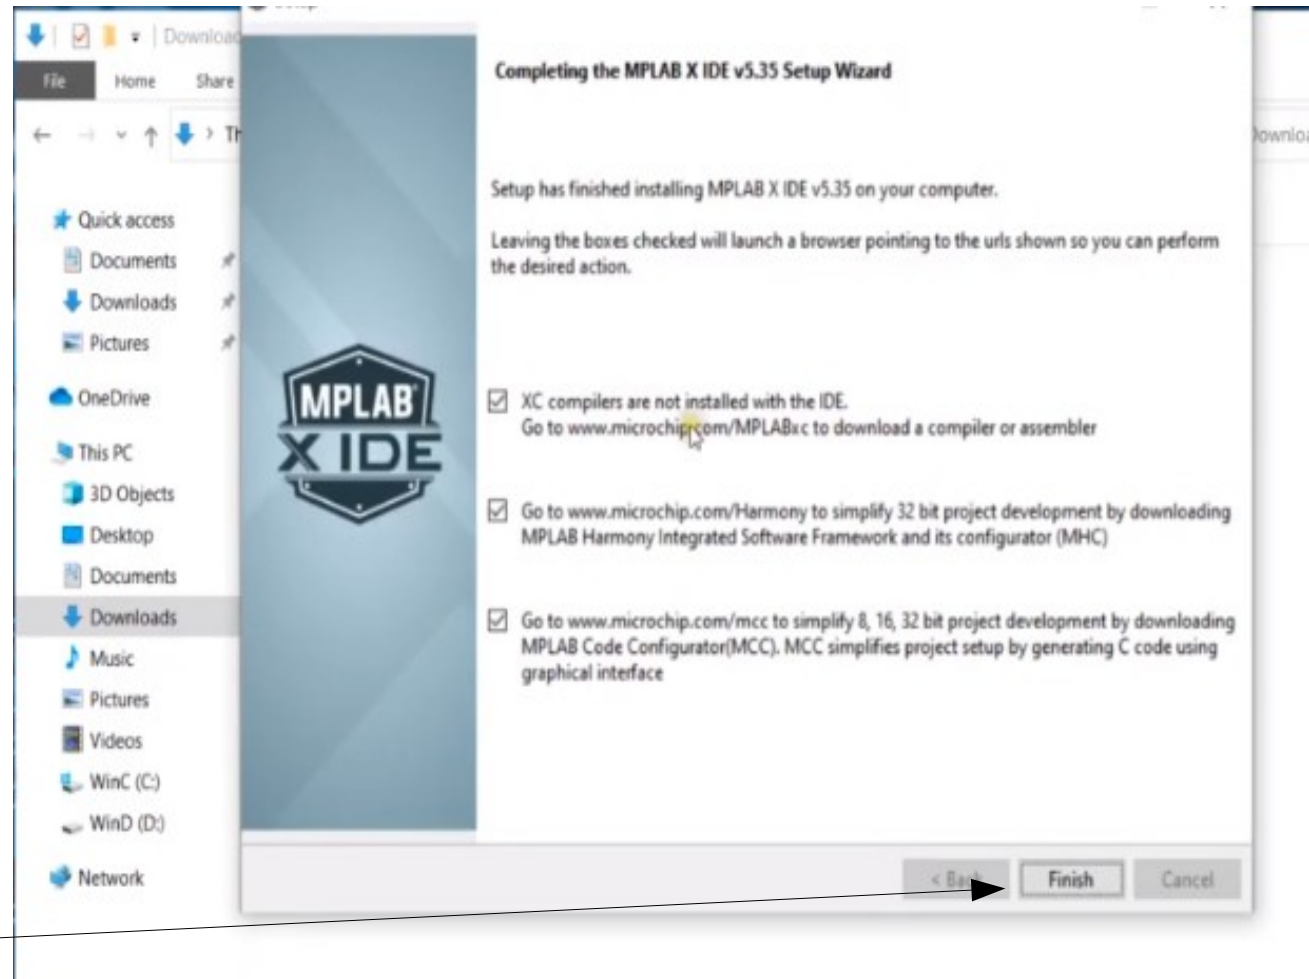 Download
File Home Share
Th
Quick access
Documents
Downloads
Pictures
OneDrive
This PC
3D Objects
Desktop
Documents
Downloads
Music
Pictures
Videos
WinC (C:)
WinD (D:)
Network
MPLAB
X IDE
Completing the MPLAB X IDE v5.35 Setup Wizard
Setup has finished installing MPLAB X IDE v5.35 on your computer.
Leaving the boxes checked will launch a browser pointing to the urls shown so you can perform
the desired action.
XC compilers are not installed with the IDE.
Go to www.microchip.com/MPLABxc to download a compiler or assembler
Go to www.microchip.com/Harmony to simplify 32 bit project development by downloading
MPLAB Harmony Integrated Software Framework and its configurator (MHC)
Go to www.microchip.com/mcc to simplify 8, 16, 32 bit project development by downloading
MPLAB Code Configurator(MCC). MCC simplifies project setup by generating C code using
graphical interface
< Back Finish Cancel